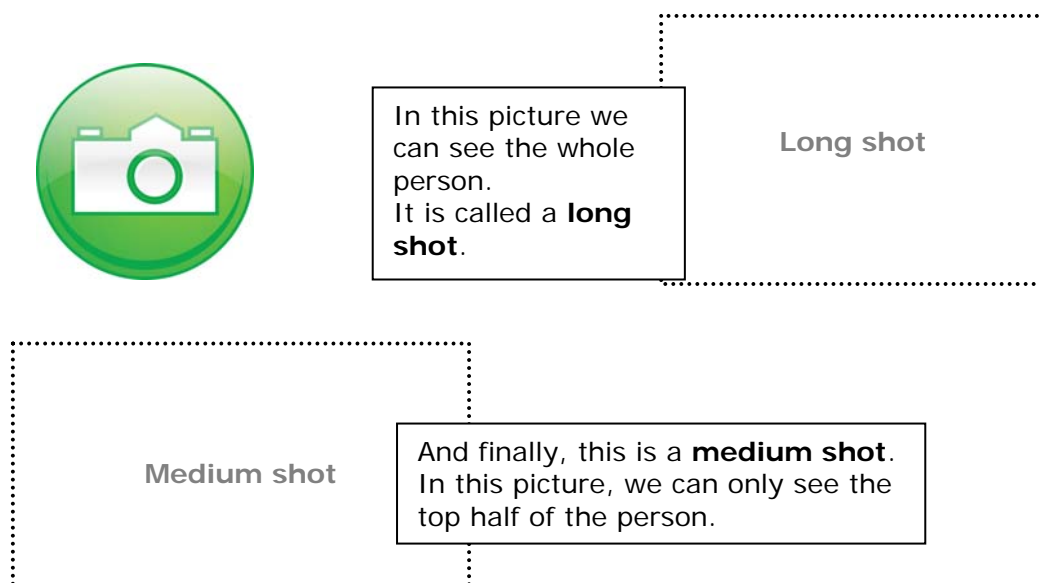 In this picture we
can see the whole
person.
It is called a long
shot.
Long shot
Medium shot
And finally, this is a medium shot.
In this picture, we can only see the
top half of the person.